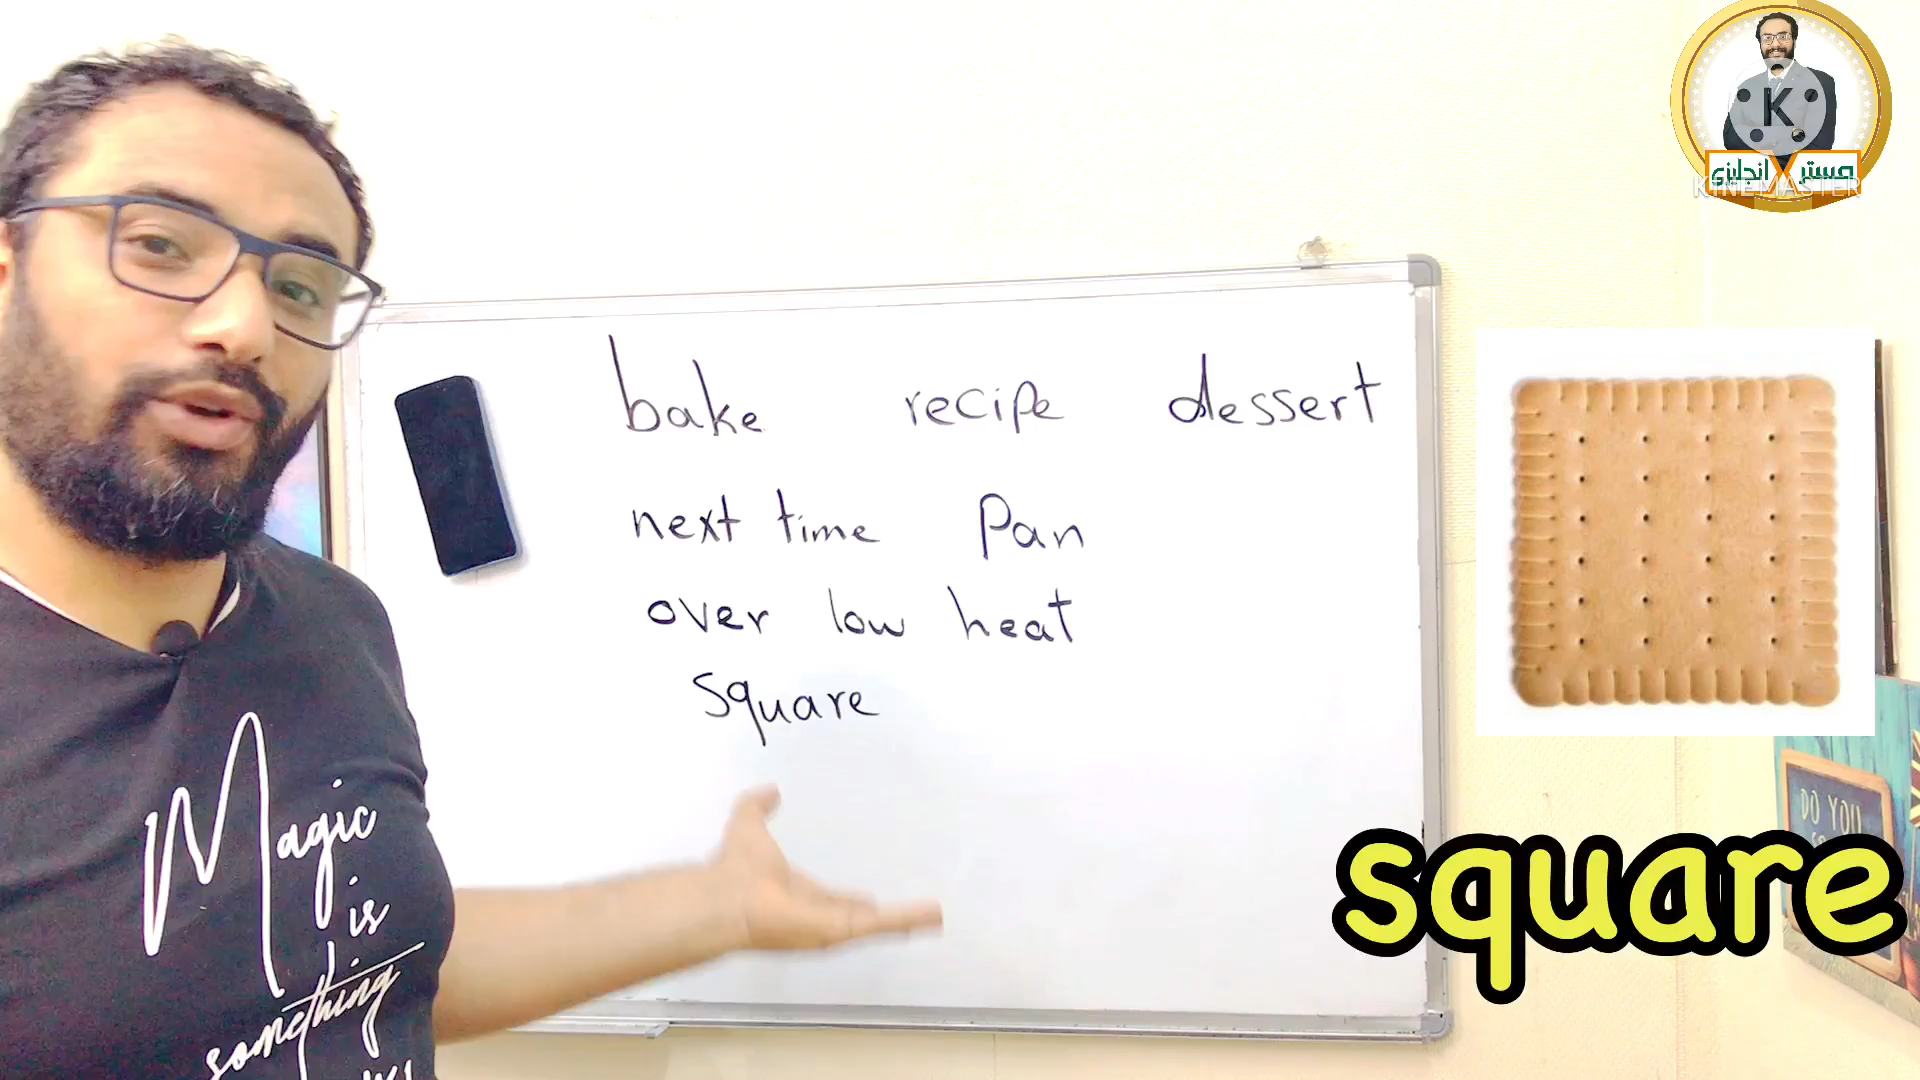 bake recipe dessert
next time Pan
over low heat
square
square
Magic
is
something
مستر X انجليزي
K
KINEMASTER
DO YOU